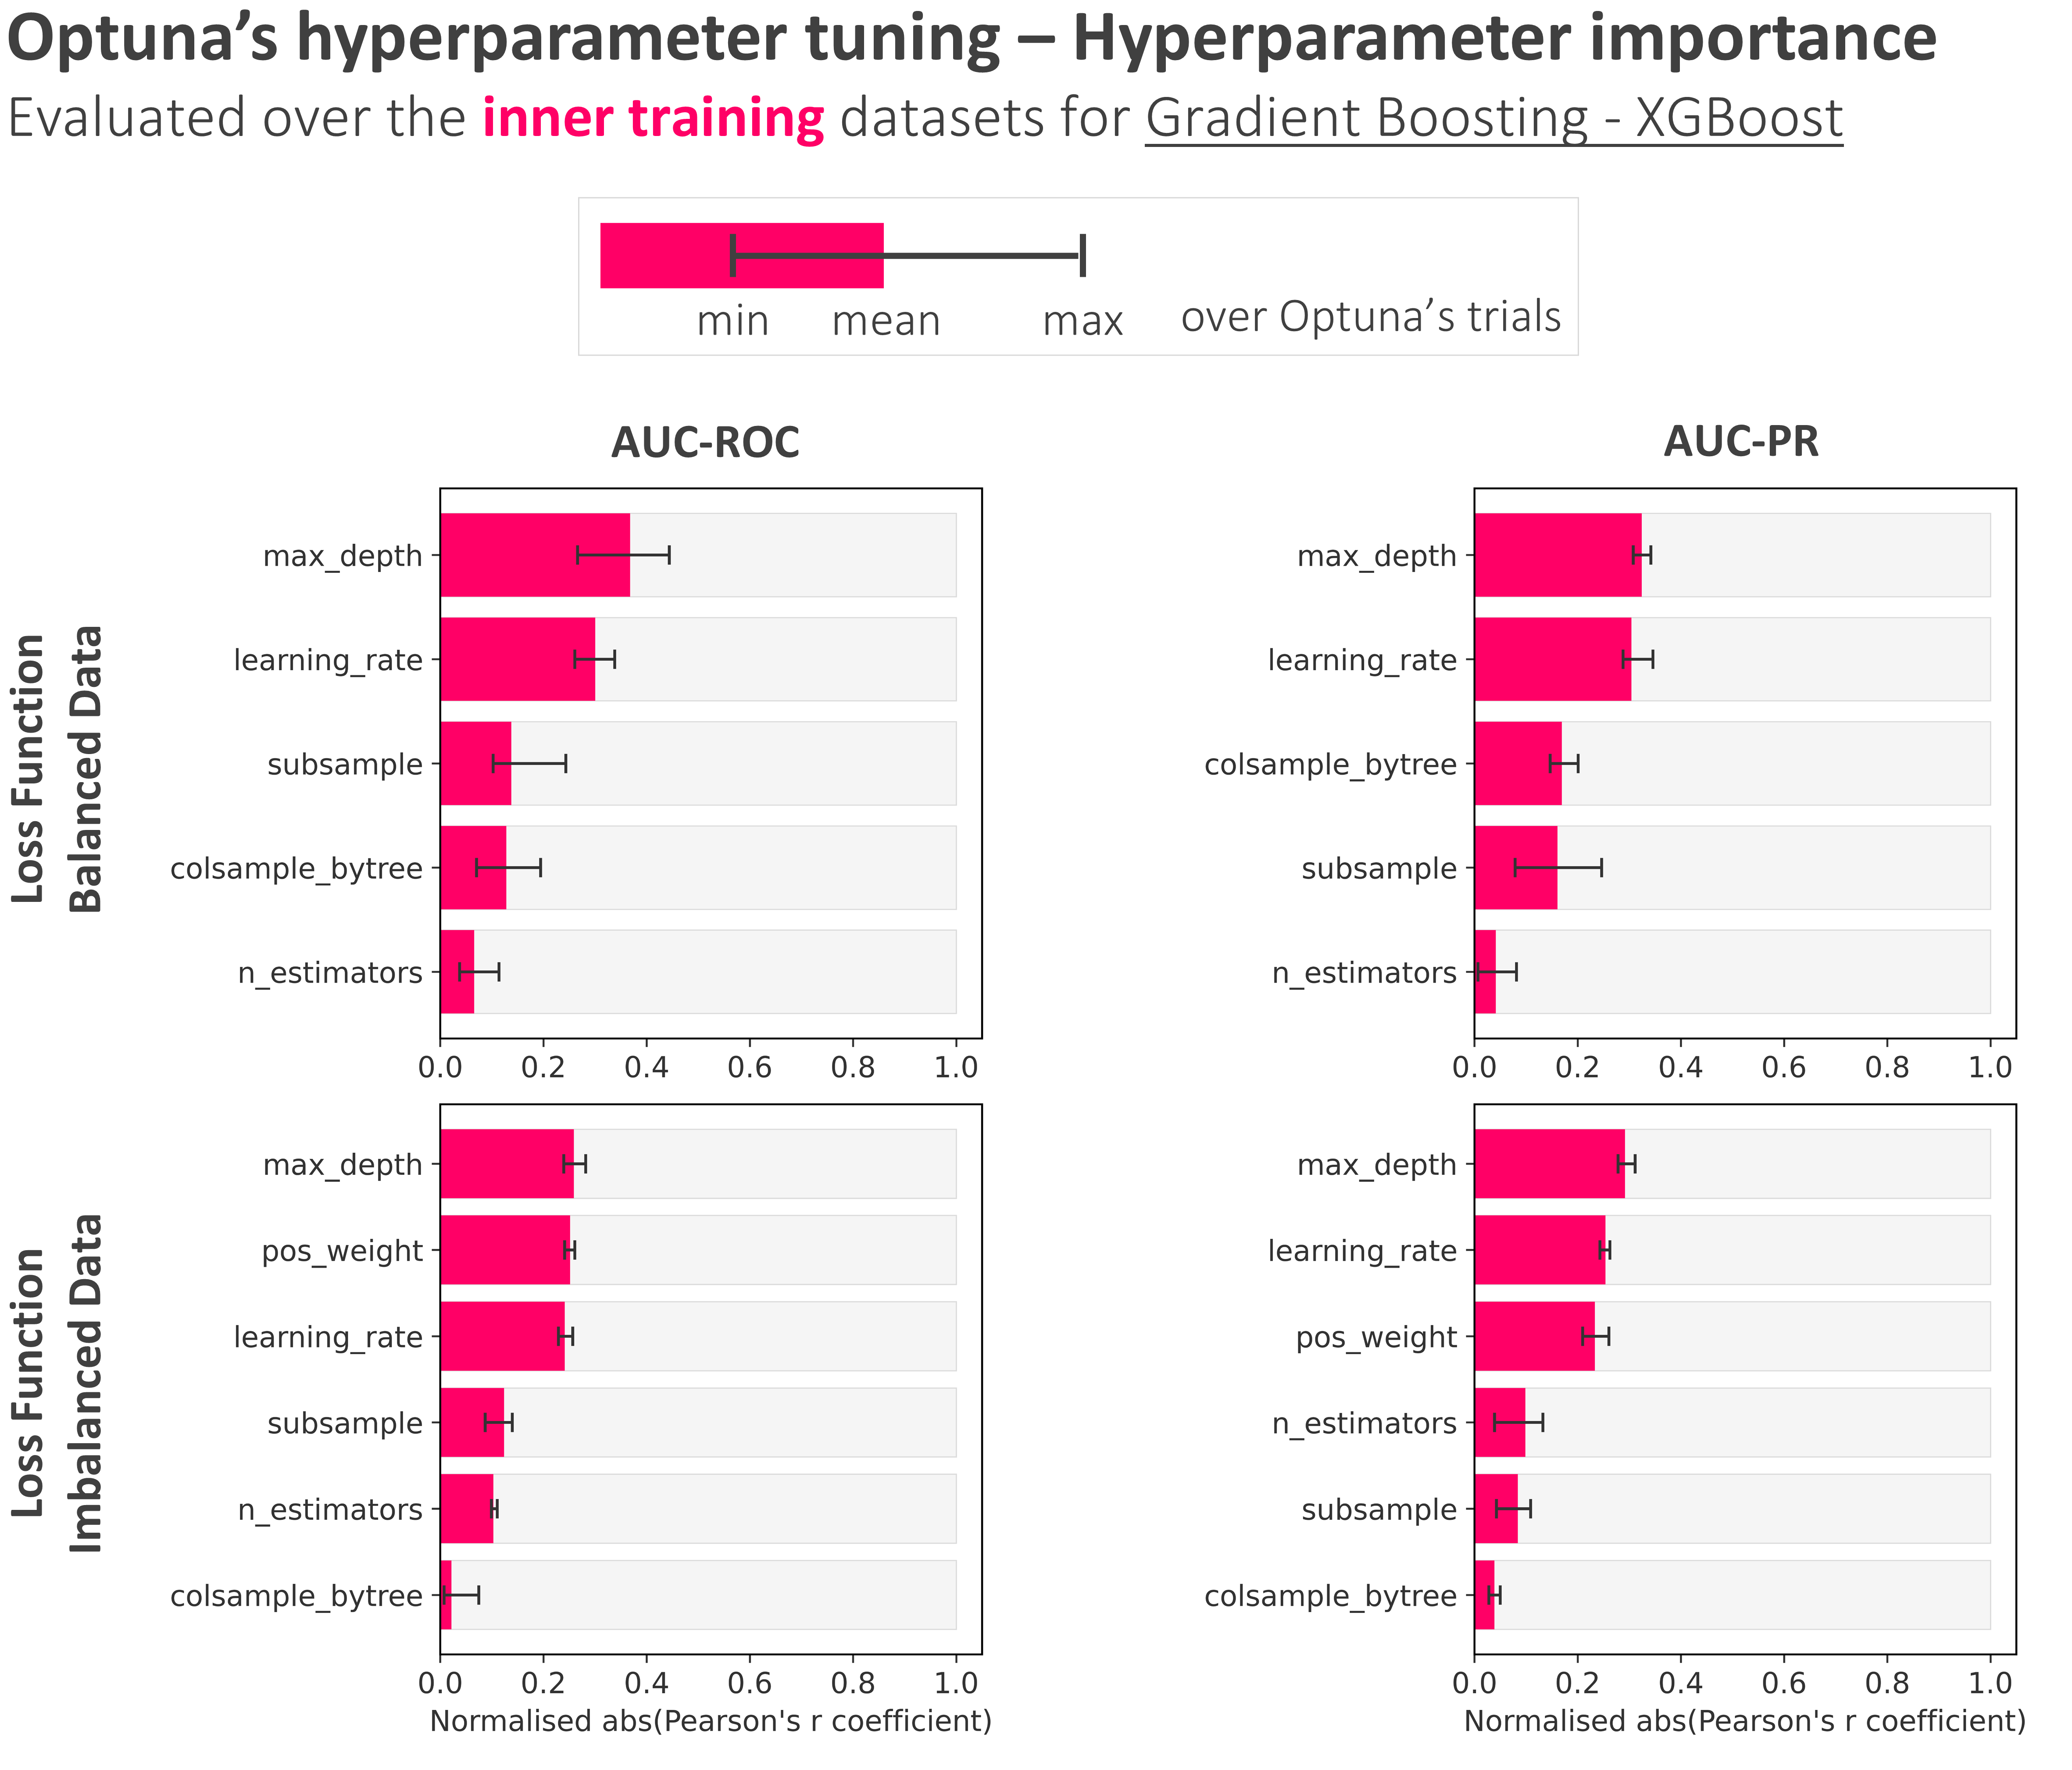 Optuna’s hyperparameter tuning – Hyperparameter importance
Evaluated over the inner training datasets for Gradient Boosting - XGBoost
min mean max over Optuna’s trials
AUC-ROC
AUC-PR
Loss Function
Balanced Data
max_depth
learning_rate
subsample
colsample_bytree
n_estimators
0.0 0.2 0.4 0.6 0.8 1.0
max_depth
learning_rate
colsample_bytree
subsample
n_estimators
0.0 0.2 0.4 0.6 0.8 1.0
Loss Function
Imbalanced Data
max_depth
pos_weight
learning_rate
subsample
n_estimators
colsample_bytree
0.0 0.2 0.4 0.6 0.8 1.0
Normalised abs(Pearson's r coefficient)
max_depth
learning_rate
pos_weight
n_estimators
subsample
colsample_bytree
0.0 0.2 0.4 0.6 0.8 1.0
Normalised abs(Pearson's r coefficient)